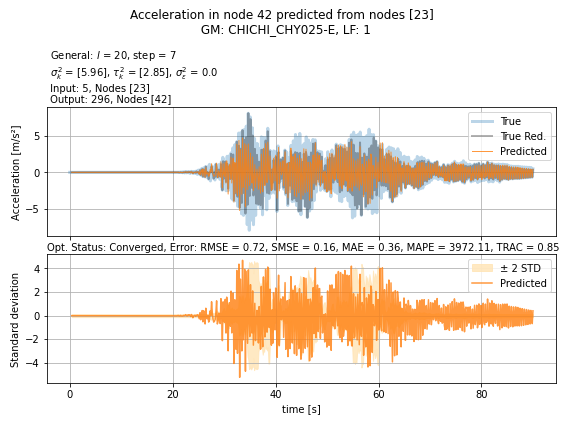 Acceleration in node 42 predicted from nodes [23]
GM: CHICHI_CHY025-E, LF: 1
General: l = 20, step = 7
σ²ₖ = [5.96], τ²ₖ = [2.85], σ²ε = 0.0
Input: 5, Nodes [23]
Output: 296, Nodes [42]
Acceleration [m/s²]
5
0
−5
True
True Red.
Predicted
Opt. Status: Converged, Error: RMSE = 0.72, SMSE = 0.16, MAE = 0.36, MAPE = 3972.11, TRAC = 0.85
Standard deviation
4
2
0
−2
−4
± 2 STD
Predicted
0 20 40 60 80
time [s]